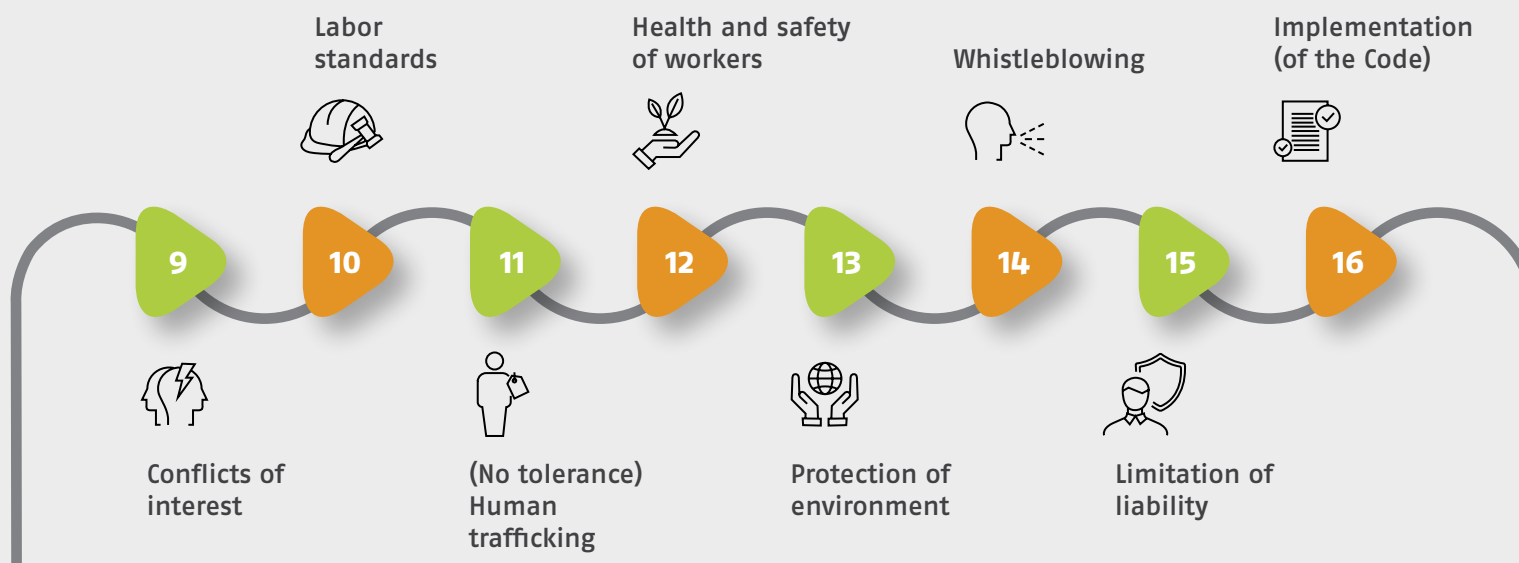 Labor
standards
Health and safety
of workers
Whistleblowing
Implementation
(of the Code)
9
10
11
12
13
14
15
16
Conflicts of
interest
(No tolerance)
Human
trafficking
Protection of
environment
Limitation of
liability